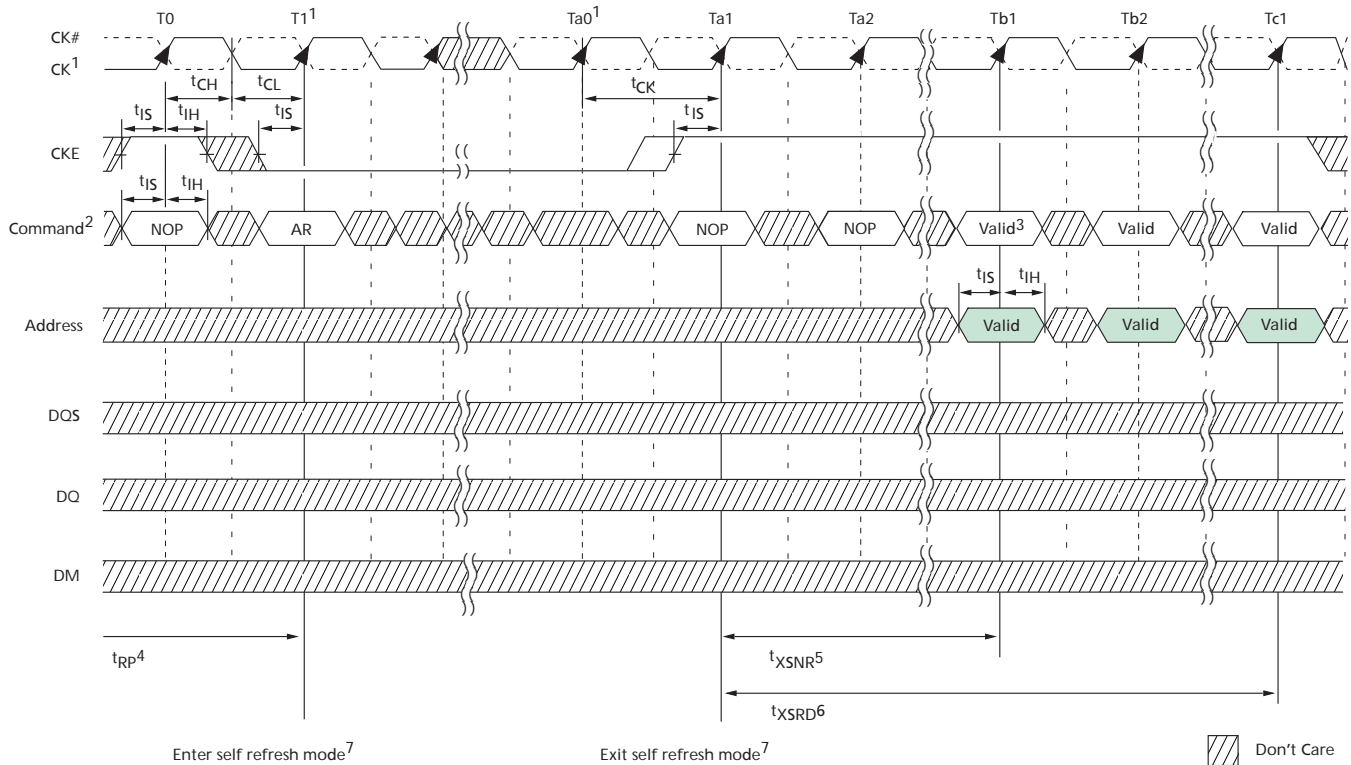 T0 T1¹ Ta0¹ Ta1 Ta2 Tb1 Tb2 Tc1
CK#
CK¹
tCH tCL tCK
tIS tIH tIS tIS
CKE
tIS tIH
Command² NOP AR NOP NOP Valid³ Valid Valid
tIS tIH
Address Valid Valid Valid
DQS
DQ
DM
tRP⁴ tXSNR⁵
tXSRD⁶
Enter self refresh mode⁷ Exit self refresh mode⁷ Don't Care